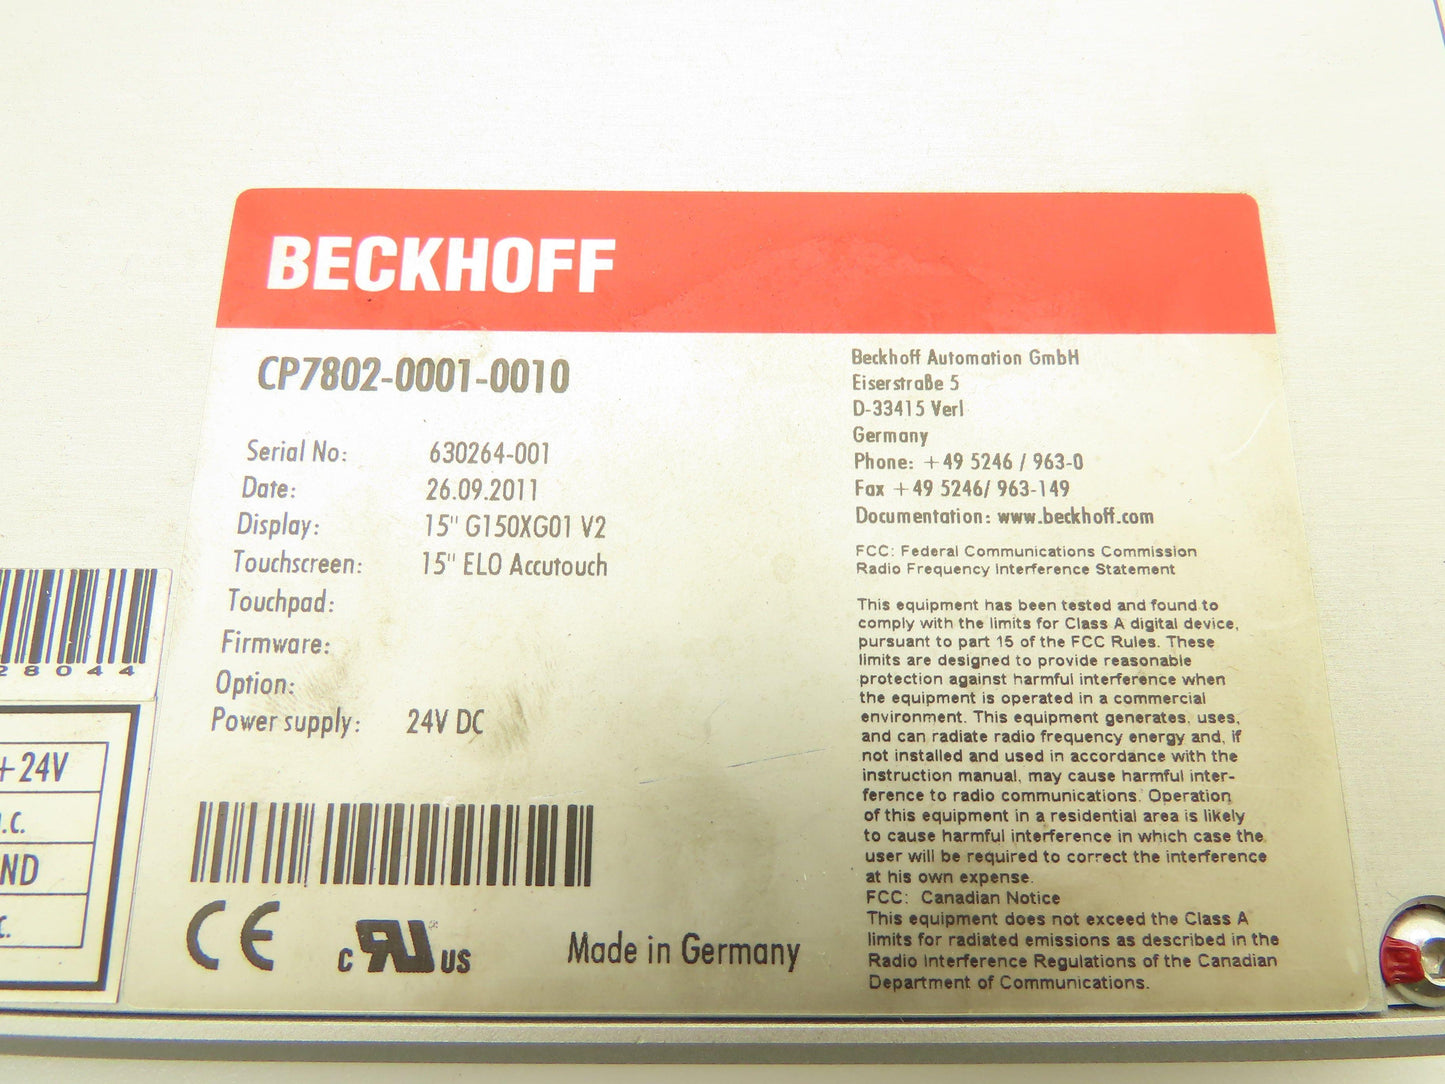 BECKHOFF
CP7802-0001-0010
Serial No: 630264-001
Date: 26.09.2011
Display: 15" G150XG01 V2
Touchscreen: 15" ELO Accutouch
Touchpad:
Firmware:
Option:
Power supply: 24V DC
CE
c RU US
Made in Germany
Beckhoff Automation GmbH
Eiserstraße 5
D-33415 Verl
Germany
Phone: +49 5246 / 963-0
Fax +49 5246/ 963-149
Documentation: www.beckhoff.com
FCC: Federal Communications Commission
Radio Frequency Interference Statement
This equipment has been tested and found to
comply with the limits for Class A digital device,
pursuant to part 15 of the FCC Rules. These
limits are designed to provide reasonable
protection against harmful interference when
the equipment is operated in a commercial
environment. This equipment generates, uses,
and can radiate radio frequency energy and, if
not installed and used in accordance with the
instruction manual, may cause harmful inter-
ference to radio communications. Operation
of this equipment in a residential area is likely
to cause harmful interference in which case the
user will be required to correct the interference
at his own expense.
FCC: Canadian Notice
This equipment does not exceed the Class A
limits for radiated emissions as described in the
Radio Interference Regulations of the Canadian
Department of Communications.
28044
+24V
.C.
ND
C.